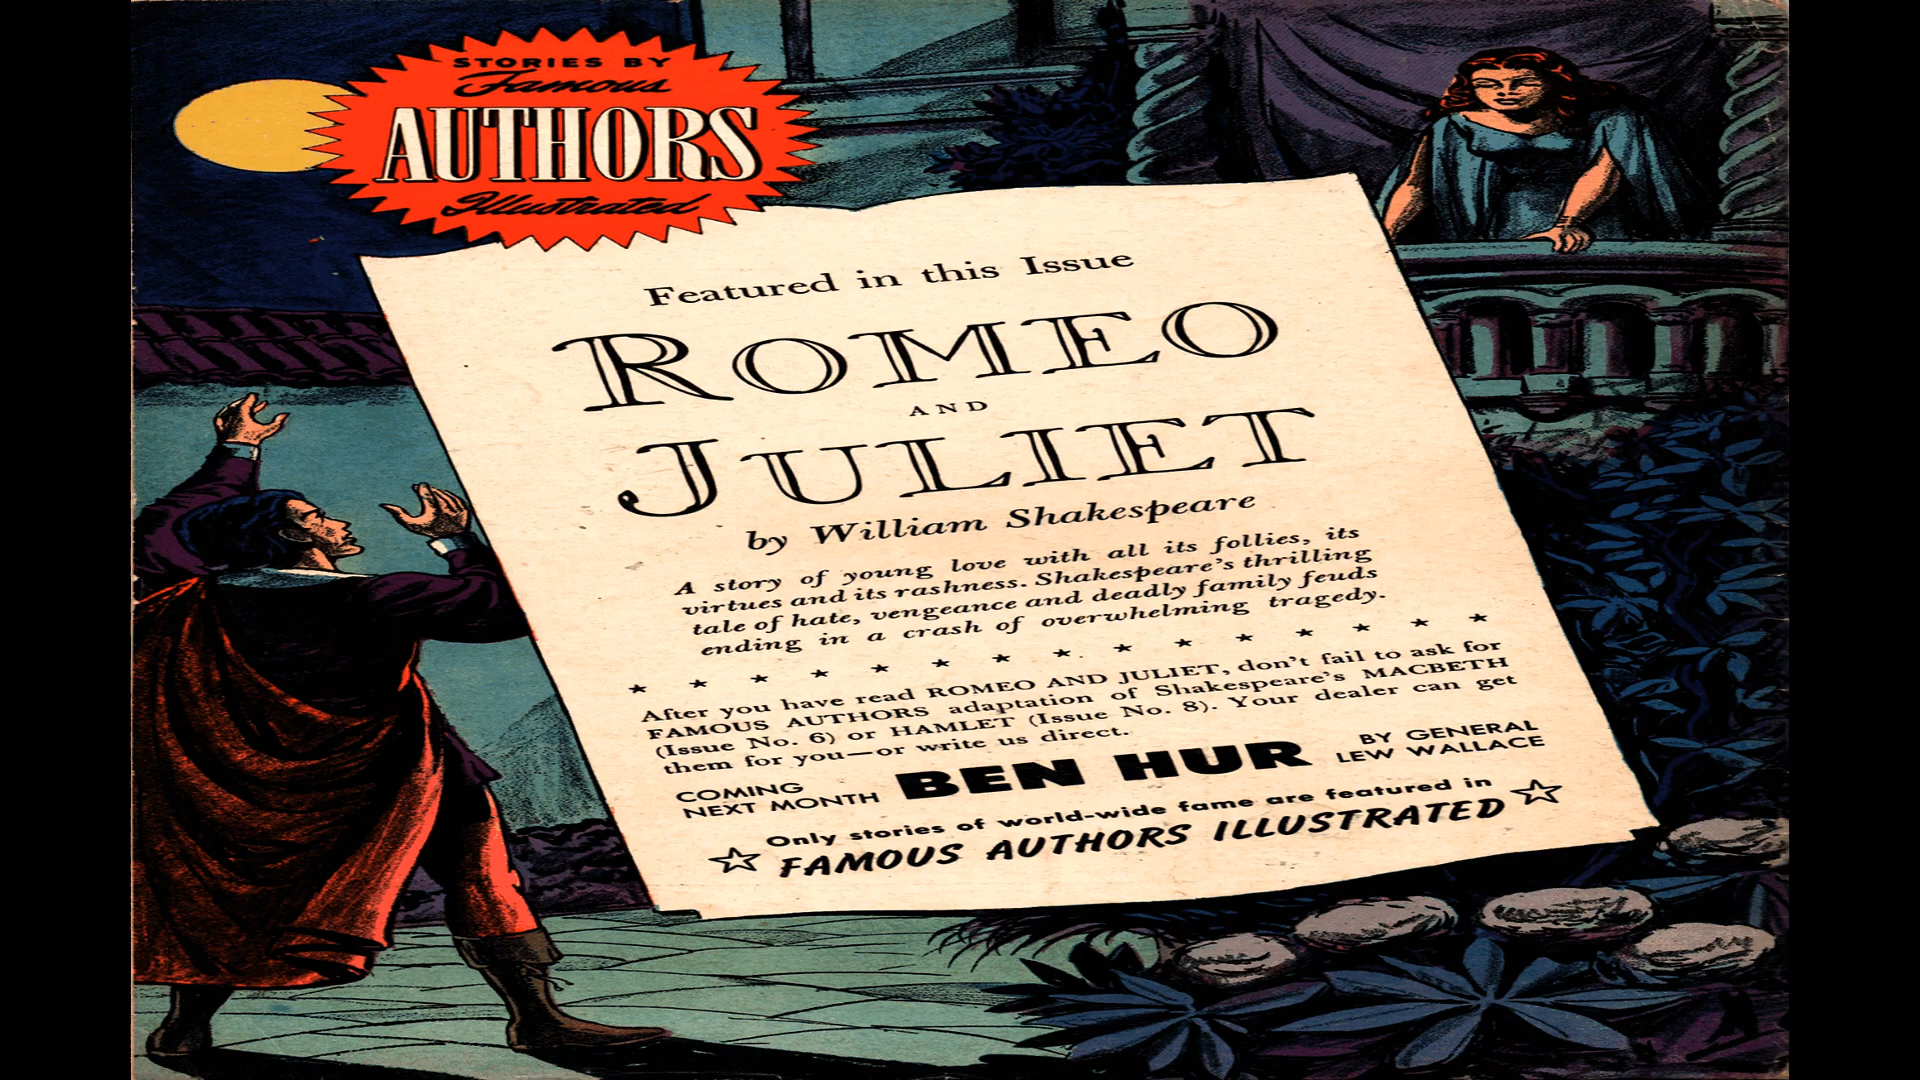 STORIES BY
Famous
AUTHORS
Illustrated
Featured in this Issue
ROMEO
AND
JULIET
by William Shakespeare
A story of young love with all its follies, its
virtues and its rashness. Shakespeare's thrilling
tale of hate, vengeance and deadly family feuds
ending in a crash of overwhelming tragedy.
After you have read ROMEO AND JULIET, don't fail to ask for
FAMOUS AUTHORS adaptation of Shakespeare's MACBETH
(Issue No. 6) or HAMLET (Issue No. 8). Your dealer can get
them for you—or write us direct.
COMING
NEXT MONTH
BEN HUR
BY GENERAL
LEW WALLACE
Only stories of world-wide fame are featured in
FAMOUS AUTHORS ILLUSTRATED